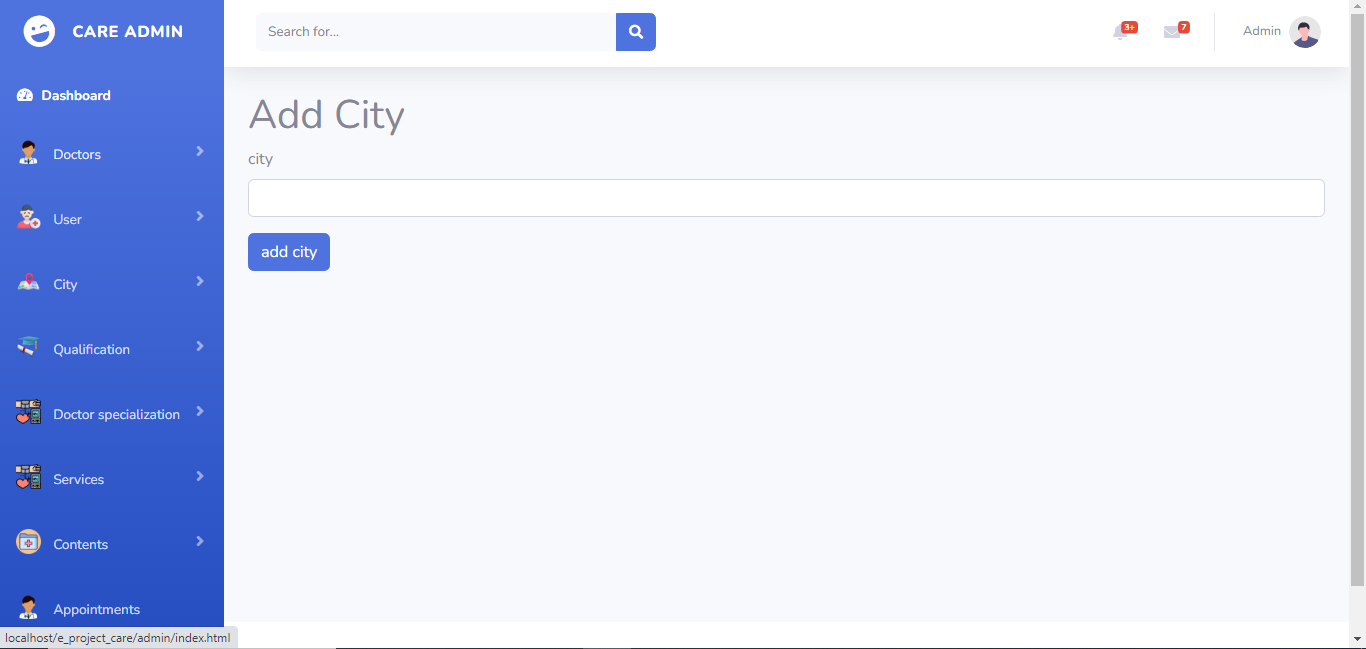 CARE ADMIN
Search for...
3+
7
Admin
Dashboard
Doctors
User
City
Qualification
Doctor specialization
Services
Contents
Appointments
Add City
city
add city
localhost/e_project_care/admin/index.html